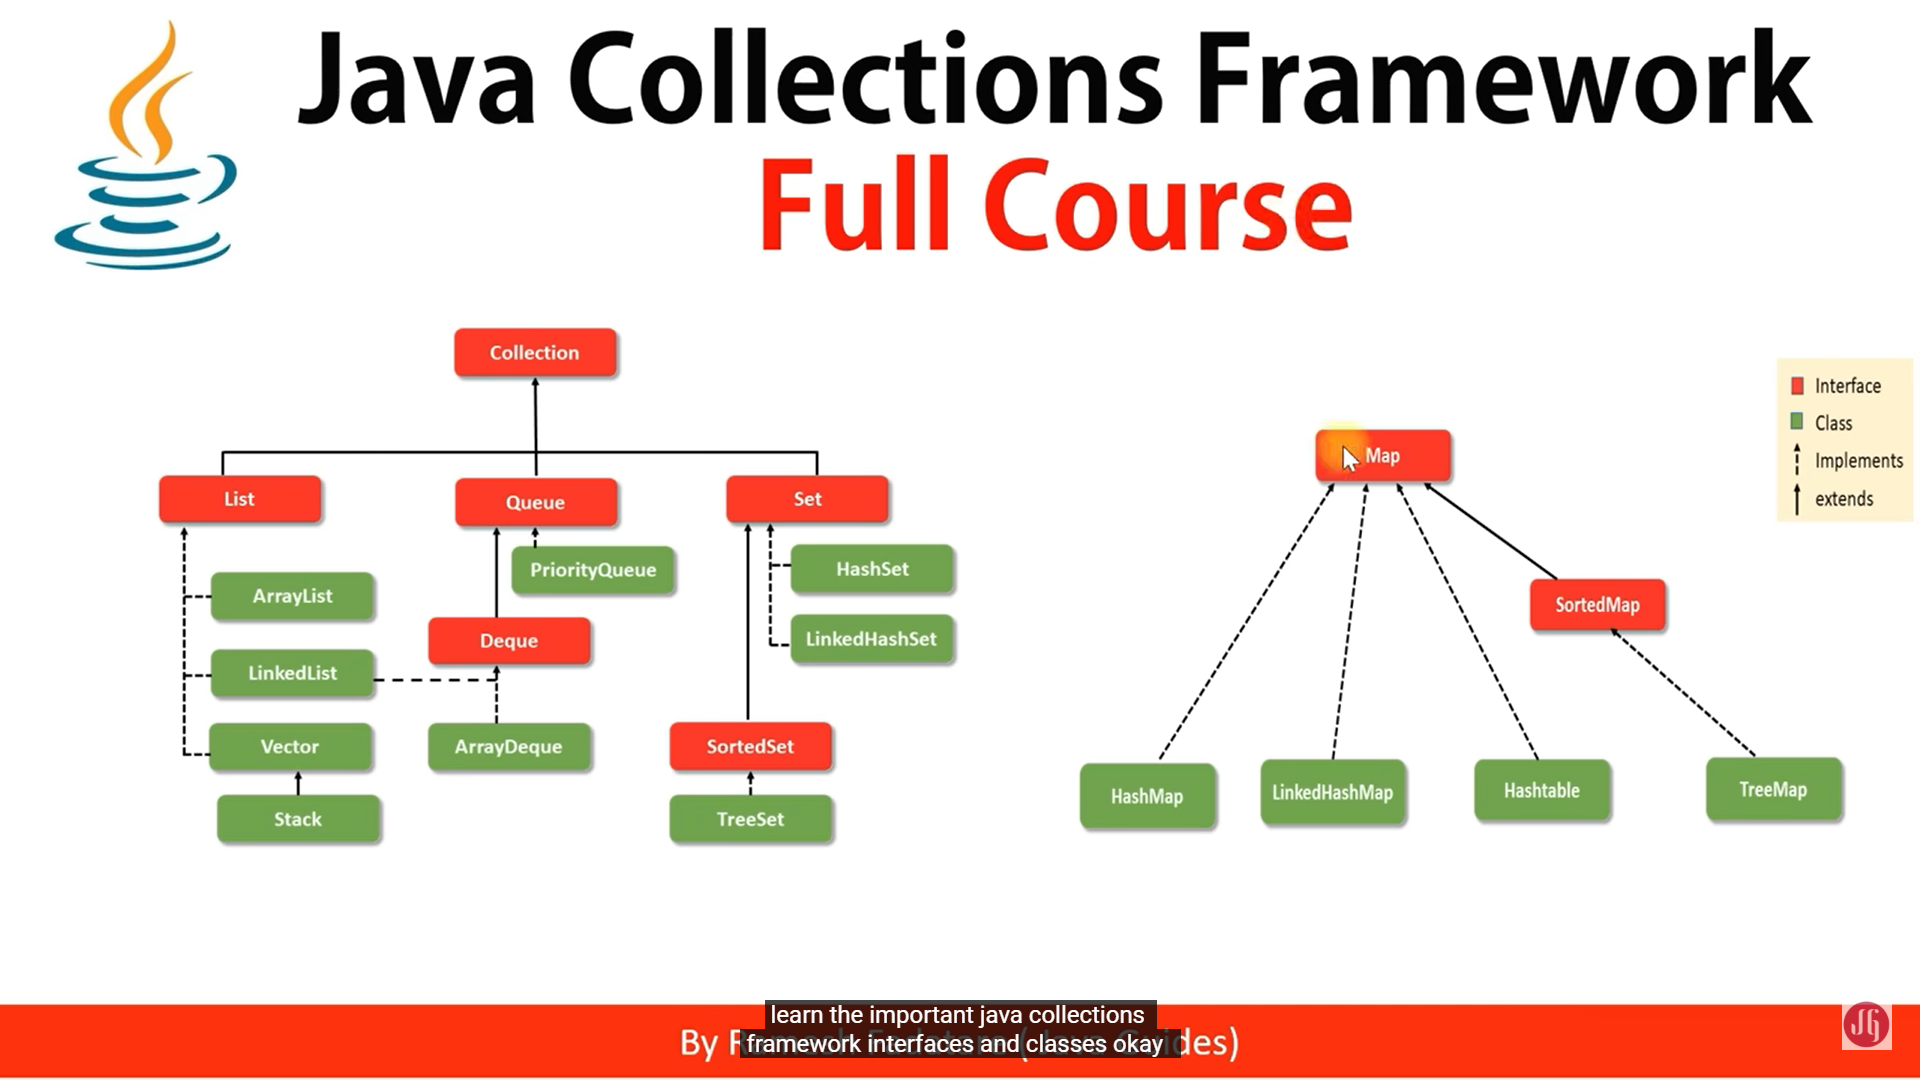 Java Collections Framework
Full Course
Collection
List
Queue
Set
ArrayList
LinkedList
Vector
Stack
PriorityQueue
Deque
ArrayDeque
HashSet
LinkedHashSet
SortedSet
TreeSet
Map
SortedMap
HashMap
LinkedHashMap
Hashtable
TreeMap
Interface
Class
Implements
extends
learn the important java collections
framework interfaces and classes okay
By
JG